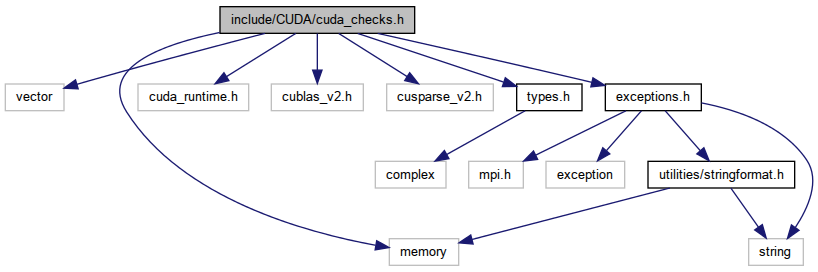 include/CUDA/cuda_checks.h
vector
cuda_runtime.h
cublas_v2.h
cusparse_v2.h
types.h
exceptions.h
complex
mpi.h
exception
utilities/stringformat.h
memory
string